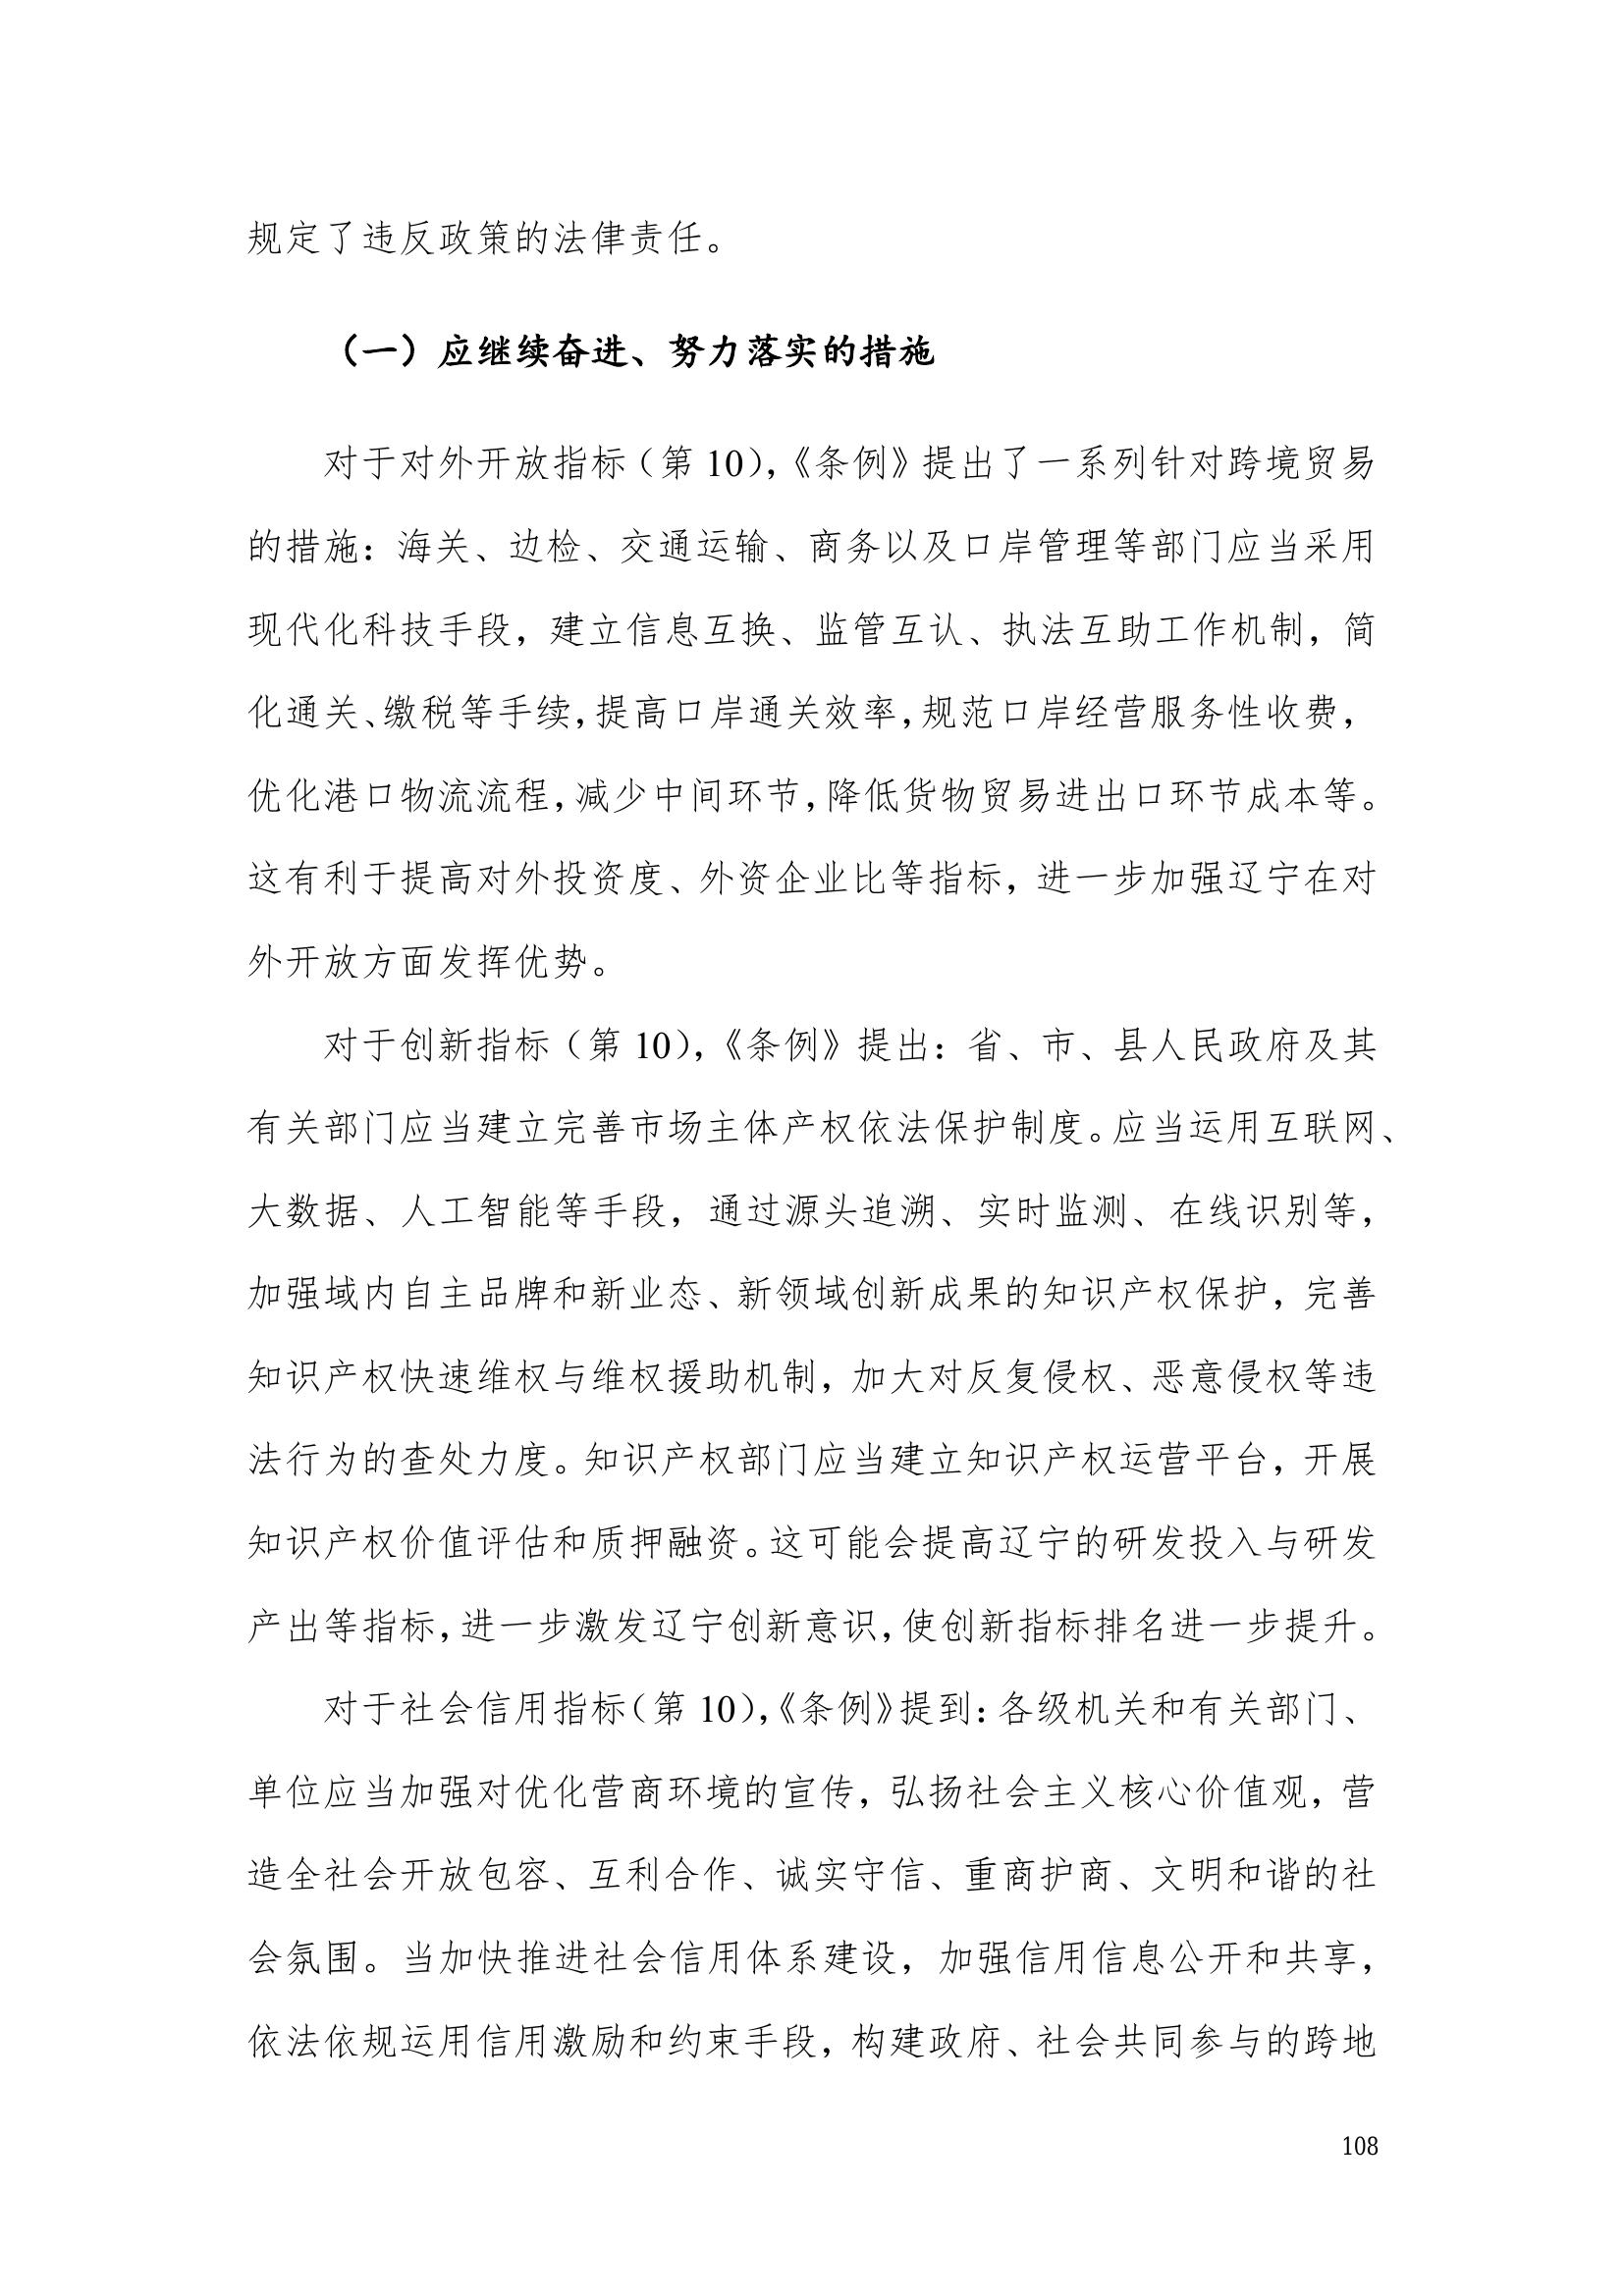 规定了违反政策的法律责任。
（一）应继续奋进、努力落实的措施
对于对外开放指标（第 10），《条例》提出了一系列针对跨境贸易
的措施：海关、边检、交通运输、商务以及口岸管理等部门应当采用
现代化科技手段，建立信息互换、监管互认、执法互助工作机制，简
化通关、缴税等手续，提高口岸通关效率，规范口岸经营服务性收费，
优化港口物流流程，减少中间环节，降低货物贸易进出口环节成本等。
这有利于提高对外投资度、外资企业比等指标，进一步加强辽宁在对
外开放方面发挥优势。
对于创新指标（第 10），《条例》提出：省、市、县人民政府及其
有关部门应当建立完善市场主体产权依法保护制度。应当运用互联网、
大数据、人工智能等手段，通过源头追溯、实时监测、在线识别等，
加强域内自主品牌和新业态、新领域创新成果的知识产权保护，完善
知识产权快速维权与维权援助机制，加大对反复侵权、恶意侵权等违
法行为的查处力度。知识产权部门应当建立知识产权运营平台，开展
知识产权价值评估和质押融资。这可能会提高辽宁的研发投入与研发
产出等指标，进一步激发辽宁创新意识，使创新指标排名进一步提升。
对于社会信用指标（第 10），《条例》提到：各级机关和有关部门、
单位应当加强对优化营商环境的宣传，弘扬社会主义核心价值观，营
造全社会开放包容、互利合作、诚实守信、重商护商、文明和谐的社
会氛围。当加快推进社会信用体系建设，加强信用信息公开和共享，
依法依规运用信用激励和约束手段，构建政府、社会共同参与的跨地
108